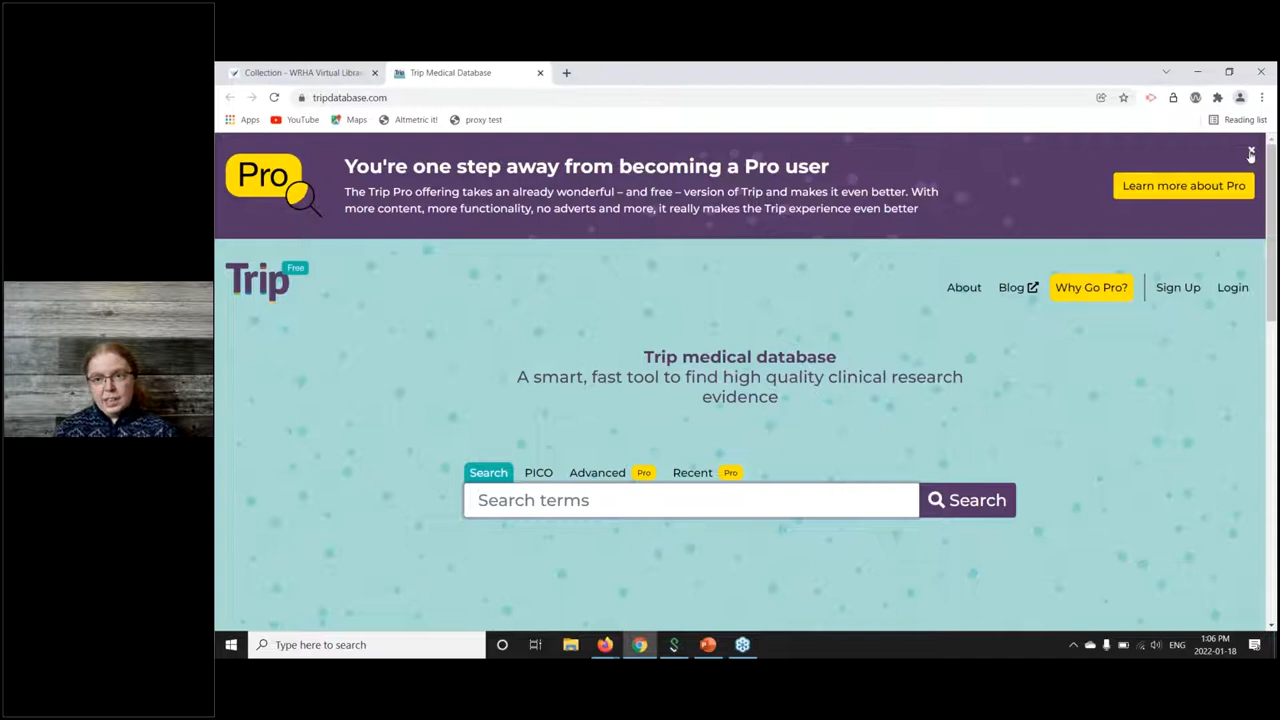 Collection - WRHA Virtual Libra
Trip Medical Database
tripdatabase.com
Apps YouTube Maps Altmetric it! proxy test Reading list
Pro
You're one step away from becoming a Pro user
The Trip Pro offering takes an already wonderful – and free – version of Trip and makes it even better. With
more content, more functionality, no adverts and more, it really makes the Trip experience even better
Learn more about Pro
Trip Free
About Blog Why Go Pro? Sign Up Login
Trip medical database
A smart, fast tool to find high quality clinical research
evidence
Search PICO Advanced Pro Recent Pro
Search terms Search
Type here to search
ENG
1:06 PM
2022-01-18